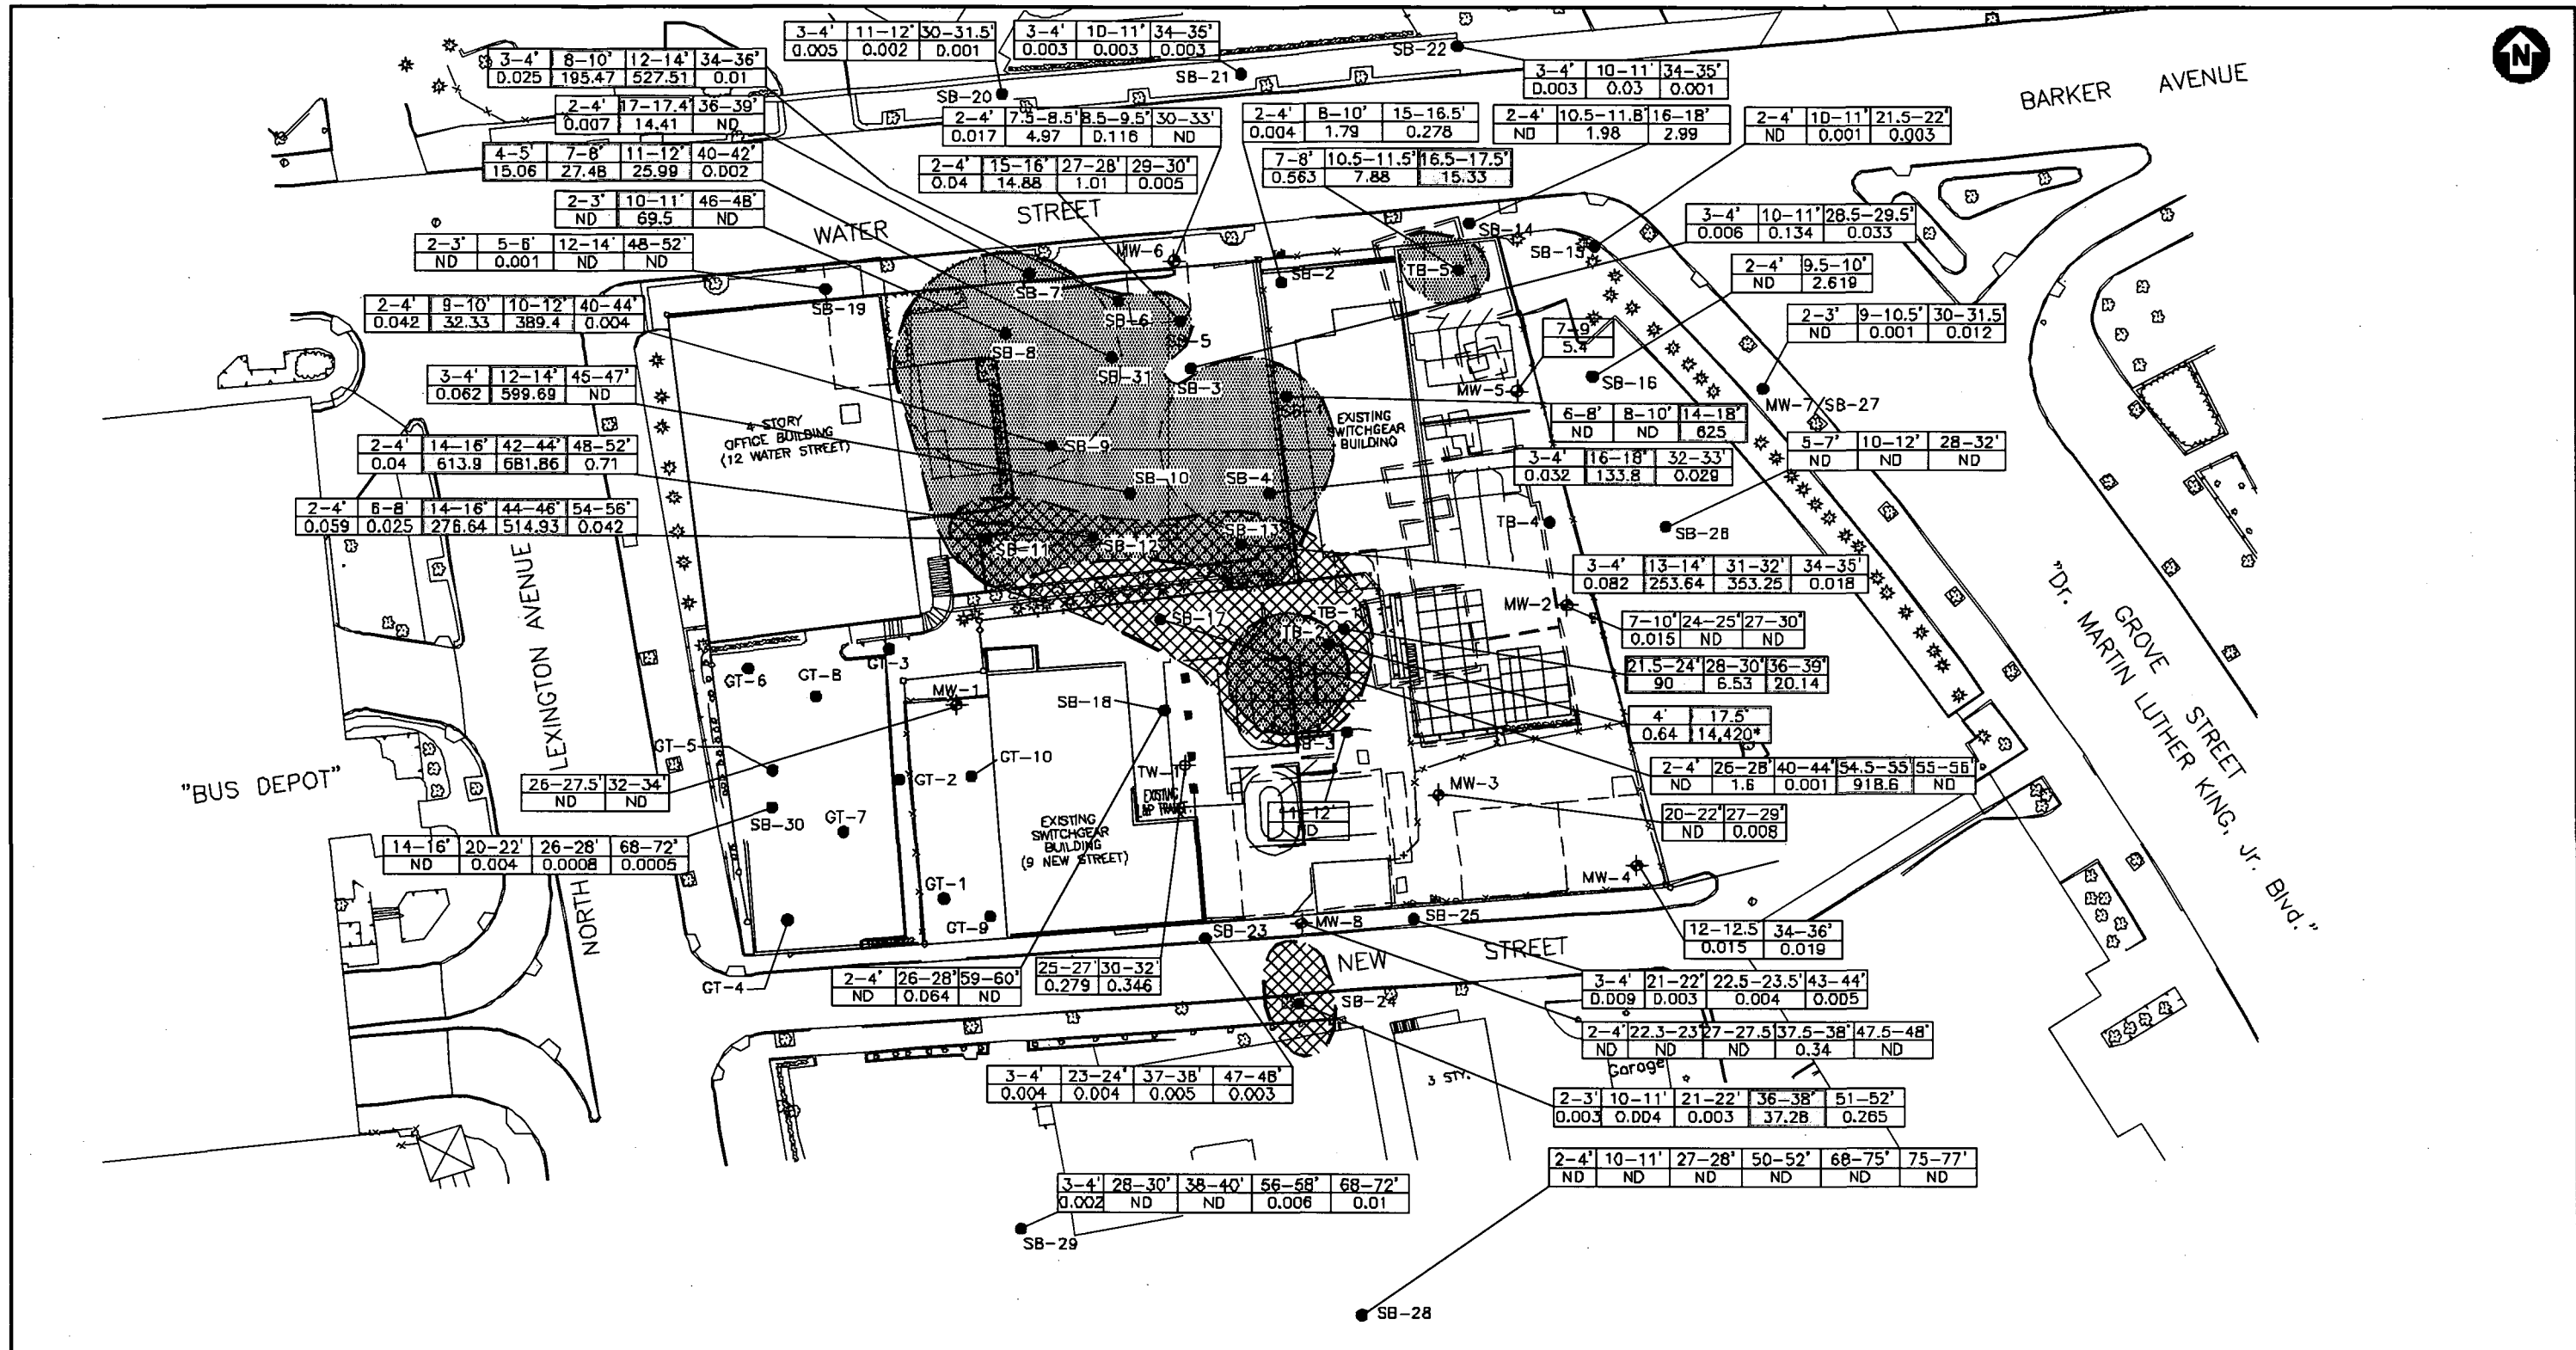 N
BARKER AVENUE
3-4' 11-12' 30-31.5'
0.005 0.002 0.001
3-4' 10-11' 34-35'
0.003 0.003 0.003
SB-22
SB-21
SB-20
3-4' 8-10' 12-14' 34-36'
0.025 195.47 527.51 0.01
3-4' 10-11' 34-35'
0.003 0.03 0.001
2-4' 17-17.4' 36-39'
0.007 14.41 ND
2-4' 7.5-8.5' 8.5-9.5' 30-33'
0.017 4.97 0.116 ND
2-4' 8-10' 15-16.5'
0.004 1.79 0.278
2-4' 10.5-11.8' 16-18'
ND 1.98 2.99
2-4' 10-11' 21.5-22'
ND 0.001 0.003
4-5' 7-8' 11-12' 40-42'
15.06 27.48 25.99 0.002
2-4' 15-16' 27-28' 29-30'
0.04 14.88 1.01 0.005
7-8' 10.5-11.5' 16.5-17.5'
0.563 7.88 15.33
2-3' 10-11' 46-48'
ND 69.5 ND
WATER STREET
3-4' 10-11' 28.5-29.5'
0.006 0.134 0.033
2-3' 5-6' 12-14' 48-52'
ND 0.001 ND ND
MW-6
SB-14
SB-15
SB-2
TB-5
SB-7
SB-19
SB-6
2-4' 9.5-10'
ND 2.619
2-4' 9-10' 10-12' 40-44'
0.042 32.33 389.4 0.004
2-3' 9-10.5' 30-31.5'
ND 0.001 0.012
7-9'
5.4
SB-8
SB-31
SB-3
SB-16
MW-5
MW-7/SB-27
3-4' 12-14' 45-47'
0.062 599.69 ND
4-STORY
OFFICE BUILDING
(12 WATER STREET)
EXISTING
SWITCHGEAR
BUILDING
6-8' 8-10' 14-18'
ND ND 625
2-4' 14-16' 42-44' 48-52'
0.04 613.9 681.86 0.71
SB-9
5-7' 10-12' 28-32'
ND ND ND
3-4' 16-18' 32-33'
0.032 133.8 0.029
SB-10
SB-4
2-4' 6-8' 14-16' 44-46' 54-56'
0.059 0.025 276.64 514.93 0.042
TB-4
SB-26
SB-13
SB-11
SB-12
3-4' 13-14' 31-32' 34-35'
0.082 253.64 353.25 0.018
MW-2
7-10' 24-25' 27-30'
0.015 ND ND
SB-17
TB-1
TB-2
GT-3
GT-6
GT-8
MW-1
SB-18
21.5-24' 28-30' 36-39'
90 6.53 20.14
4' 17.5'
0.64 14,420*
GT-5
GT-2
GT-10
TW-1
MW-3
2-4' 26-28' 40-44' 54.5-55' 55-56'
ND 1.6 0.001 918.6 ND
"BUS DEPOT"
NORTH LEXINGTON AVENUE
GROVE STREET
"Dr. MARTIN LUTHER KING, Jr. Blvd."
26-27.5' 32-34'
ND ND
EXISTING
20-22' 27-29'
ND 0.008
SB-30
GT-7
EXISTING
SWITCHGEAR
BUILDING
(9 NEW STREET)
14-16' 20-22' 26-28' 68-72'
ND 0.004 0.0008 0.0005
GT-1
MW-4
GT-9
SB-23
MW-8
SB-25
GT-4
NEW STREET
12-12.5 34-36'
0.015 0.019
2-4' 26-28' 59-60'
ND 0.064 ND
25-27' 30-32'
0.279 0.346
3-4' 21-22' 22.5-23.5' 43-44'
0.009 0.003 0.004 0.005
SB-24
2-4' 22.3-23' 27-27.5' 37.5-38' 47.5-48'
ND ND ND 0.34 ND
Garage
3 STY.
3-4' 23-24' 37-38' 47-48'
0.004 0.004 0.005 0.003
2-3' 10-11' 21-22' 36-38' 51-52'
0.003 0.004 0.003 37.28 0.265
2-4' 10-11' 27-28' 50-52' 68-75' 75-77'
ND ND ND ND ND ND
3-4' 28-30' 38-40' 56-58' 68-72'
0.002 ND ND 0.006 0.01
SB-29
SB-28